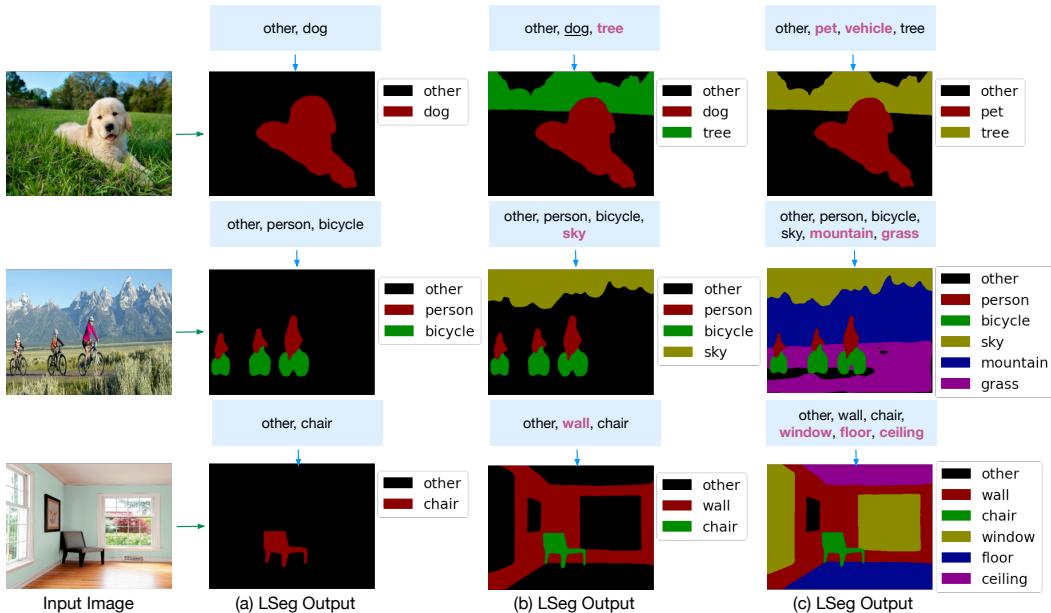 other, dog
other, dog, tree
other, pet, vehicle, tree
other
dog
other
dog
tree
other
pet
tree
other, person, bicycle
other, person, bicycle,
sky
other, person, bicycle,
sky, mountain, grass
other
person
bicycle
other
person
bicycle
sky
other
person
bicycle
sky
mountain
grass
other, chair
other, wall, chair
other, wall, chair,
window, floor, ceiling
other
chair
other
wall
chair
other
wall
chair
window
floor
ceiling
Input Image
(a) LSeg Output
(b) LSeg Output
(c) LSeg Output